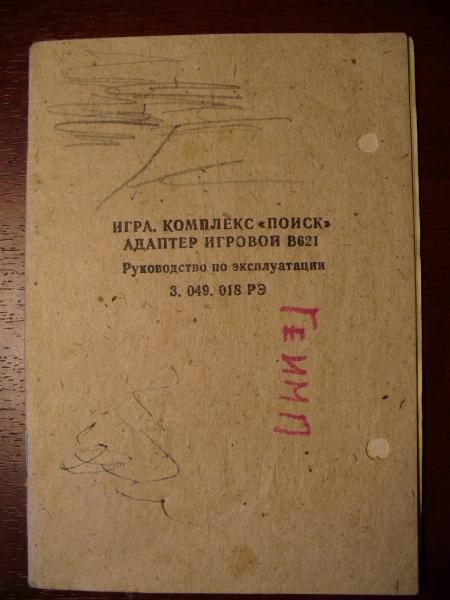 ИГРА. КОМПЛЕКС «ПОИСК»
АДАПТЕР ИГРОВОЙ В621
Руководство по эксплуатации
3. 049. 018 РЭ
ГЕИМП